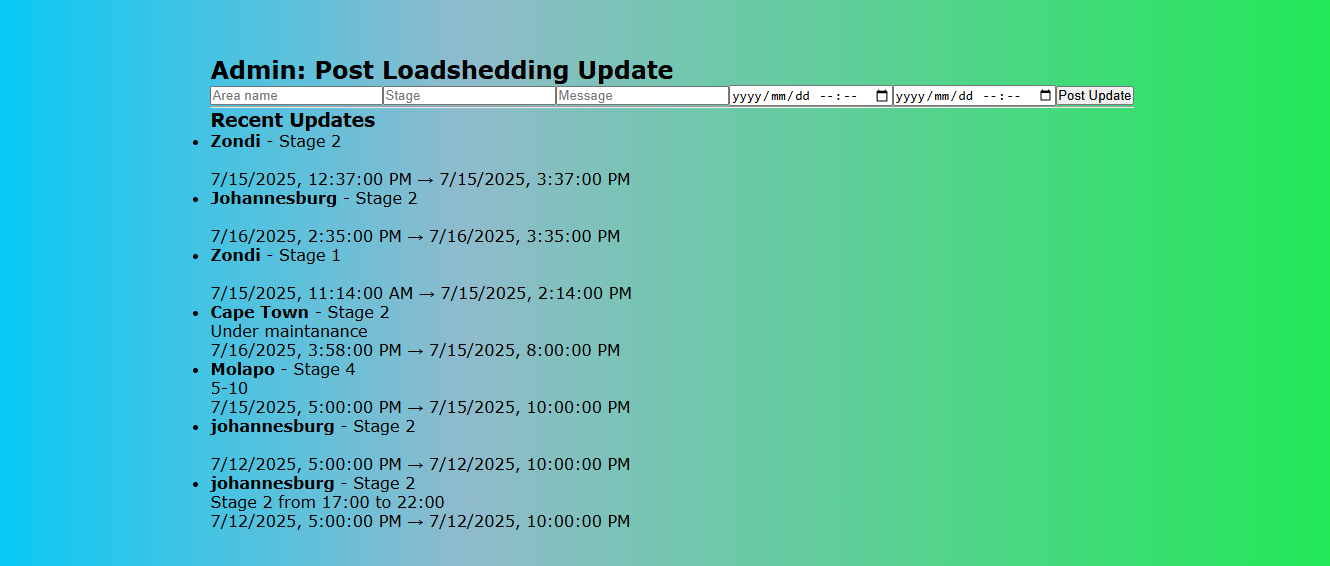 Admin: Post Loadshedding Update
Area name Stage Message yyyy/mm/dd --:-- yyyy/mm/dd --:-- Post Update
Recent Updates
• Zondi - Stage 2
7/15/2025, 12:37:00 PM → 7/15/2025, 3:37:00 PM
• Johannesburg - Stage 2
7/16/2025, 2:35:00 PM → 7/16/2025, 3:35:00 PM
• Zondi - Stage 1
7/15/2025, 11:14:00 AM → 7/15/2025, 2:14:00 PM
• Cape Town - Stage 2
Under maintanance
7/16/2025, 3:58:00 PM → 7/15/2025, 8:00:00 PM
• Molapo - Stage 4
5-10
7/15/2025, 5:00:00 PM → 7/15/2025, 10:00:00 PM
• johannesburg - Stage 2
7/12/2025, 5:00:00 PM → 7/12/2025, 10:00:00 PM
• johannesburg - Stage 2
Stage 2 from 17:00 to 22:00
7/12/2025, 5:00:00 PM → 7/12/2025, 10:00:00 PM